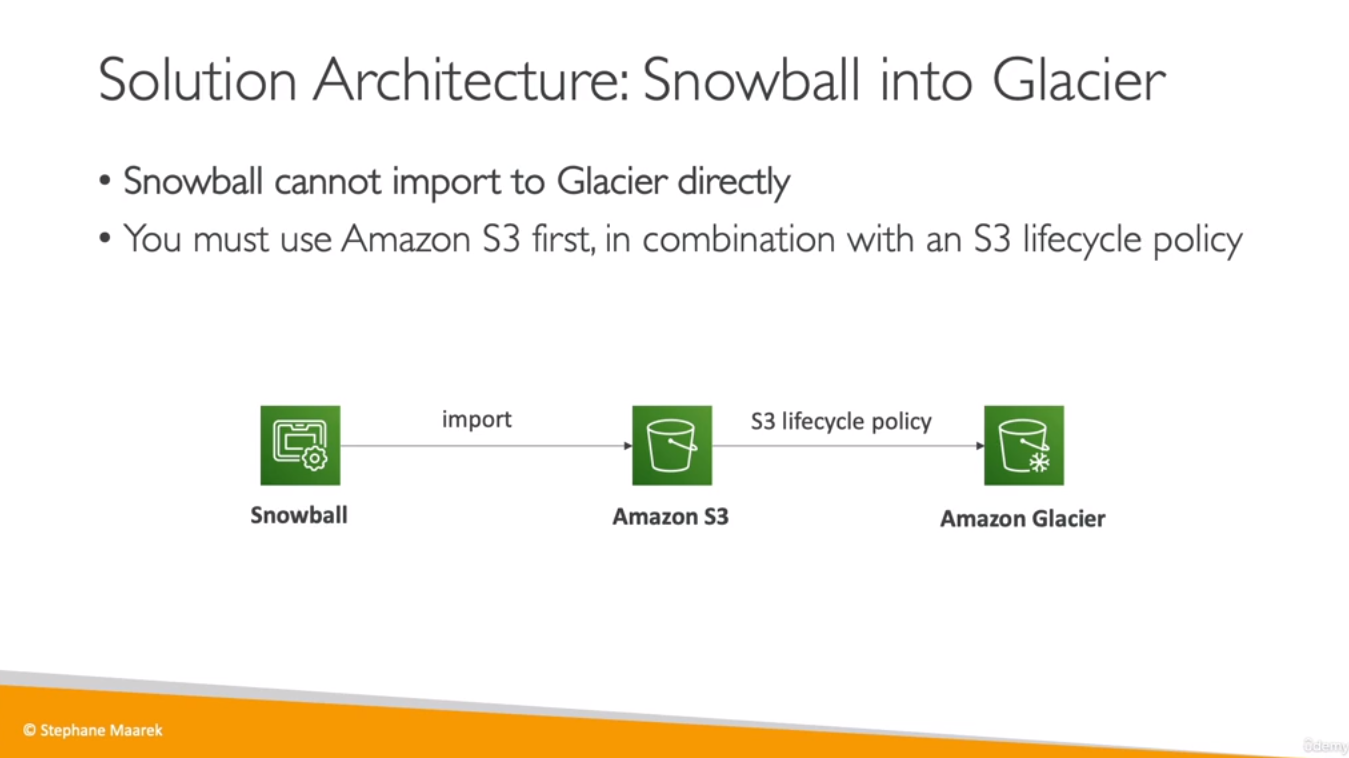 Solution Architecture: Snowball into Glacier
• Snowball cannot import to Glacier directly
• You must use Amazon S3 first, in combination with an S3 lifecycle policy
import
S3 lifecycle policy
Snowball
Amazon S3
Amazon Glacier
© Stephane Maarek
ûdemy